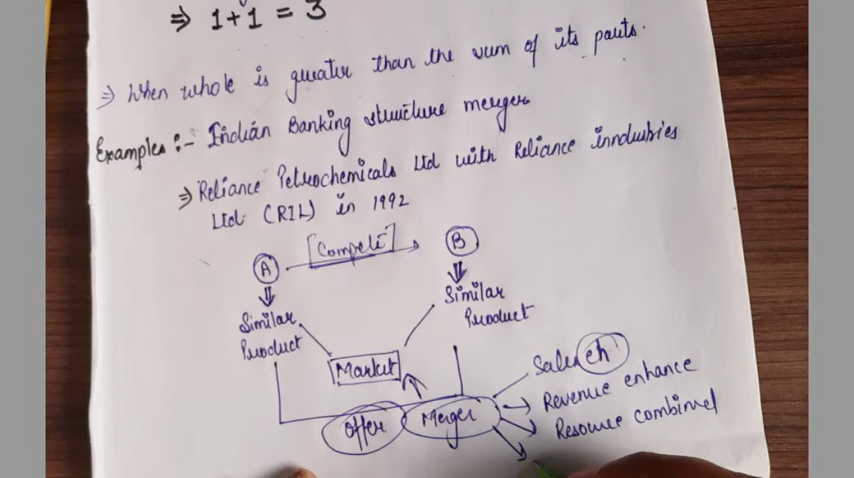 ⇒ 1+1 = 3
⇒ When whole is greater than the sum of its parts.
Examples :- Indian Banking structure merger
⇒ Reliance Petrochemicals Ltd with Reliance inndustries
Ltd (RIL) in 1992
A [Compete] B
Similar Product
Similar Product
Market
Sales
Offer Merger
Revenue enhance
Resource combined